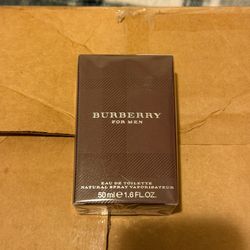 BURBERRY
FOR MEN
EAU DE TOILETTE
NATURAL SPRAY VAPORISATEUR
50 ml ℮ 1.6 FL.OZ.